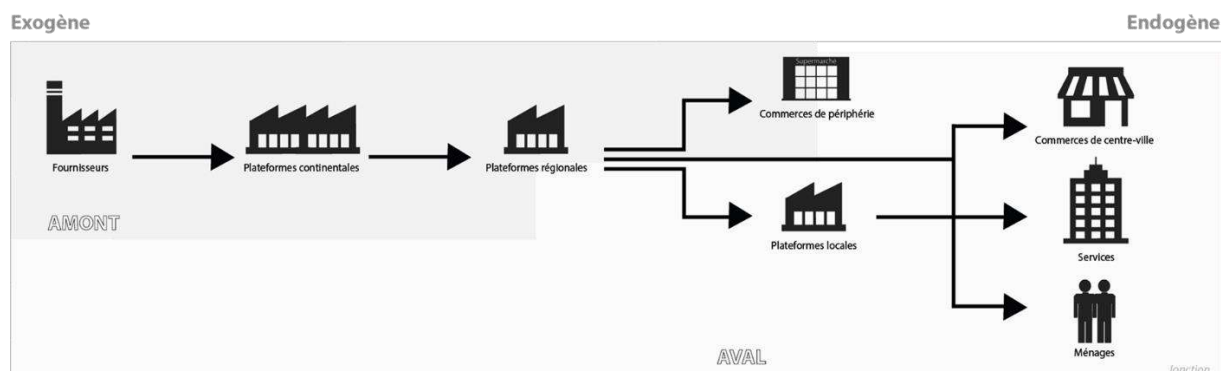 Exogène
Endogène
Supermarché
Commerces de périphérie
Fournisseurs
Plateformes continentales
Plateformes régionales
Commerces de centre-ville
AMONT
Plateformes locales
Services
Ménages
AVAL